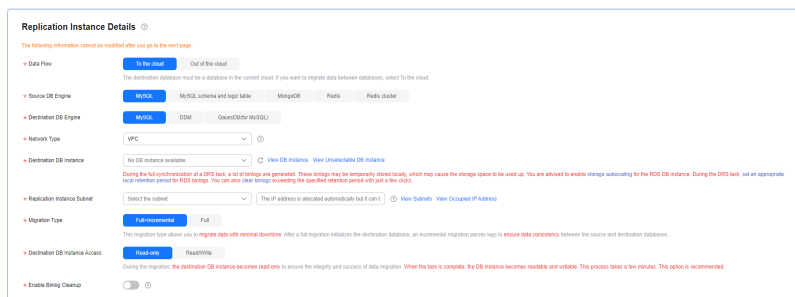 Replication Instance Details
The following information cannot be modified after you go to the next page.
* Data Flow
To the cloud
Out of the cloud
The destination database must be a database in the current cloud. If you want to migrate data between databases, select To the cloud.
* Source DB Engine
MySQL
MySQL schema and logic table
MongoDB
Redis
Redis cluster
* Destination DB Engine
MySQL
DDM
GaussDB(for MySQL)
* Network Type
VPC
* Destination DB Instance
No DB instance available.
View DB Instance
View Unselectable DB Instance
During the full synchronization of a DRS task, a lot of binlogs are generated. These binlogs may be temporarily stored locally, which may cause the storage space to be used up. You are advised to enable storage autoscaling for the RDS DB instance. During the DRS task, set an appropriate
local retention period for RDS binlogs. You can also clear binlogs exceeding the specified retention period with just a few clicks.
* Replication Instance Subnet
Select the subnet
The IP address is allocated automatically but it can t
View Subnets
View Occupied IP Address
* Migration Type
Full+Incremental
Full
This migration type allows you to migrate data with minimal downtime. After a full migration initializes the destination database, an incremental migration parses logs to ensure data consistency between the source and destination databases.
* Destination DB Instance Access
Read-only
Read/Write
During the migration, the destination DB instance becomes read-only to ensure the integrity and success of data migration. When the task is complete, the DB instance becomes readable and writable. This process takes a few minutes. This option is recommended.
* Enable Binlog Cleanup